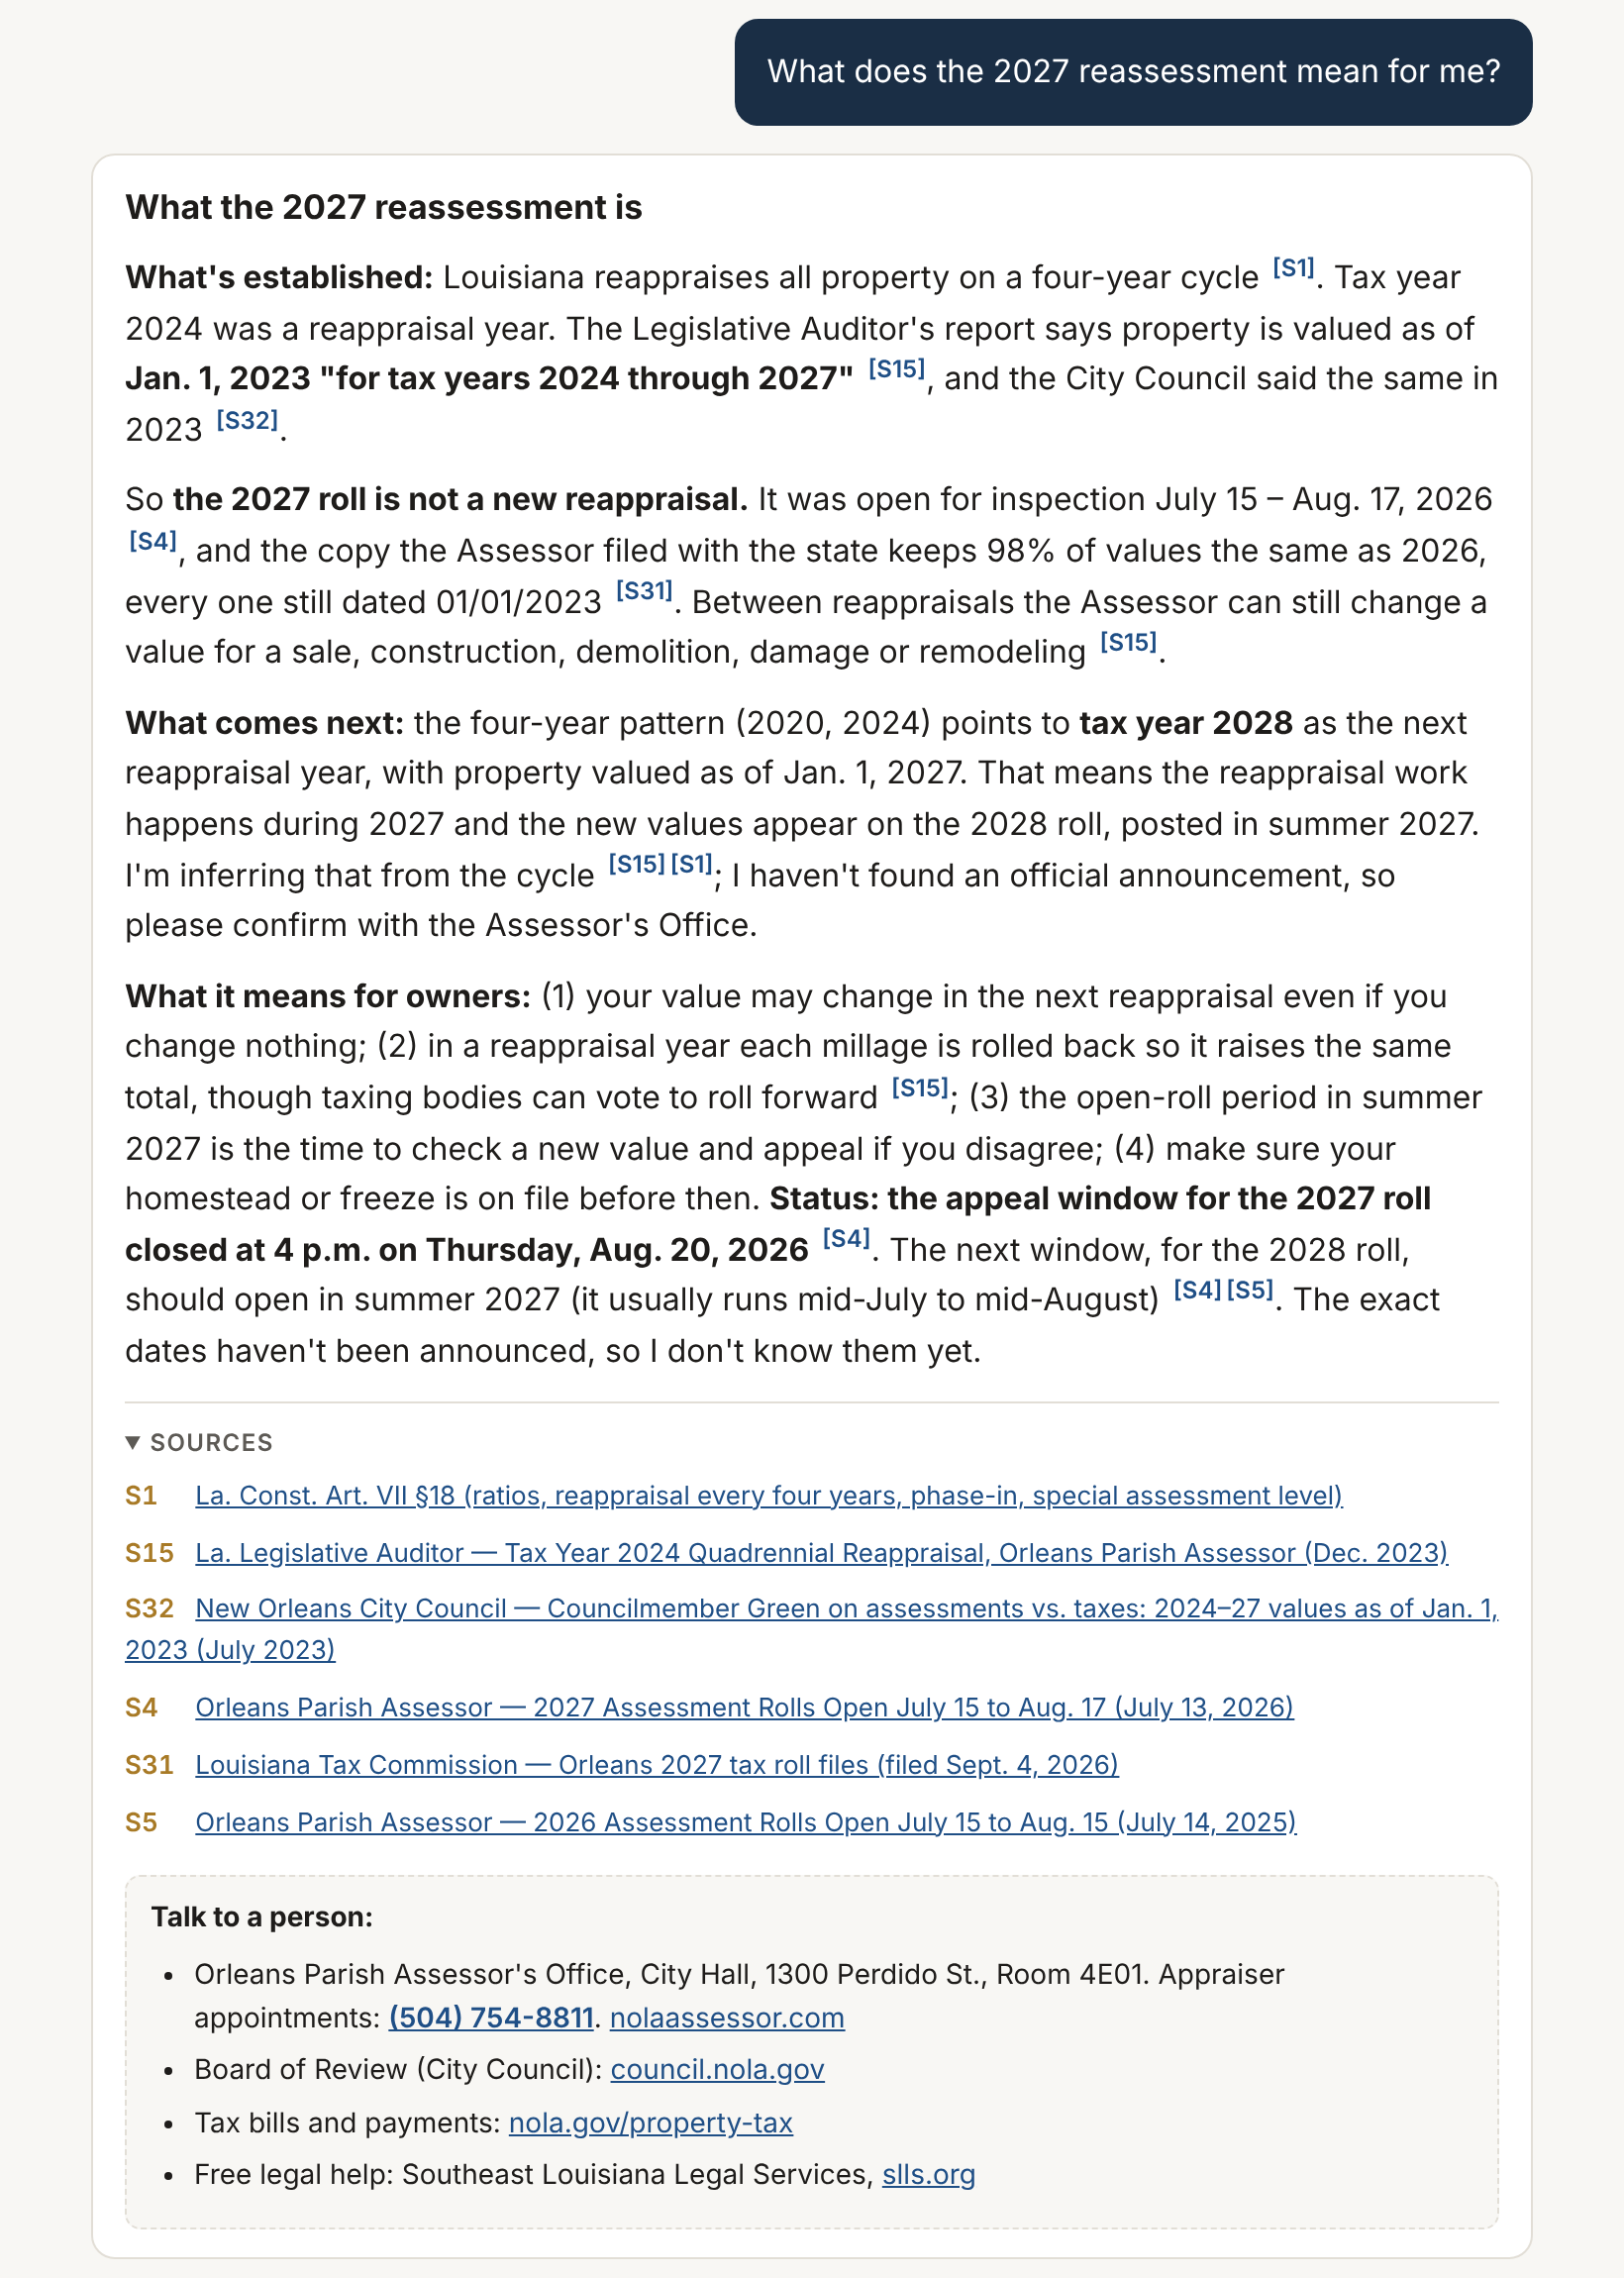 What does the 2027 reassessment mean for me?
What the 2027 reassessment is
What's established: Louisiana reappraises all property on a four-year cycle [S1]. Tax year
2024 was a reappraisal year. The Legislative Auditor's report says property is valued as of
Jan. 1, 2023 "for tax years 2024 through 2027" [S15], and the City Council said the same in
2023 [S32].
So the 2027 roll is not a new reappraisal. It was open for inspection July 15 – Aug. 17, 2026
[S4], and the copy the Assessor filed with the state keeps 98% of values the same as 2026,
every one still dated 01/01/2023 [S31]. Between reappraisals the Assessor can still change a
value for a sale, construction, demolition, damage or remodeling [S15].
What comes next: the four-year pattern (2020, 2024) points to tax year 2028 as the next
reappraisal year, with property valued as of Jan. 1, 2027. That means the reappraisal work
happens during 2027 and the new values appear on the 2028 roll, posted in summer 2027.
I'm inferring that from the cycle [S15] [S1]; I haven't found an official announcement, so
please confirm with the Assessor's Office.
What it means for owners: (1) your value may change in the next reappraisal even if you
change nothing; (2) in a reappraisal year each millage is rolled back so it raises the same
total, though taxing bodies can vote to roll forward [S15]; (3) the open-roll period in summer
2027 is the time to check a new value and appeal if you disagree; (4) make sure your
homestead or freeze is on file before then. Status: the appeal window for the 2027 roll
closed at 4 p.m. on Thursday, Aug. 20, 2026 [S4]. The next window, for the 2028 roll,
should open in summer 2027 (it usually runs mid-July to mid-August) [S4] [S5]. The exact
dates haven't been announced, so I don't know them yet.
▼ SOURCES
S1 La. Const. Art. VII §18 (ratios, reappraisal every four years, phase-in, special assessment level)
S15 La. Legislative Auditor — Tax Year 2024 Quadrennial Reappraisal, Orleans Parish Assessor (Dec. 2023)
S32 New Orleans City Council — Councilmember Green on assessments vs. taxes: 2024–27 values as of Jan. 1,
2023 (July 2023)
S4 Orleans Parish Assessor — 2027 Assessment Rolls Open July 15 to Aug. 17 (July 13, 2026)
S31 Louisiana Tax Commission — Orleans 2027 tax roll files (filed Sept. 4, 2026)
S5 Orleans Parish Assessor — 2026 Assessment Rolls Open July 15 to Aug. 15 (July 14, 2025)
Talk to a person:
• Orleans Parish Assessor's Office, City Hall, 1300 Perdido St., Room 4E01. Appraiser
appointments: (504) 754-8811. nolaassessor.com
• Board of Review (City Council): council.nola.gov
• Tax bills and payments: nola.gov/property-tax
• Free legal help: Southeast Louisiana Legal Services, slls.org